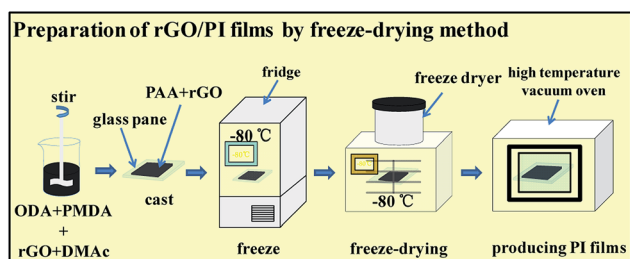 Preparation of rGO/PI films by freeze-drying method
stir
glass pane
PAA+rGO
ODA+PMDA
+
rGO+DMAc
cast
fridge
-80 ℃
-80℃
freeze
freeze dryer
-80 ℃
freeze-drying
high temperature
vacuum oven
producing PI films